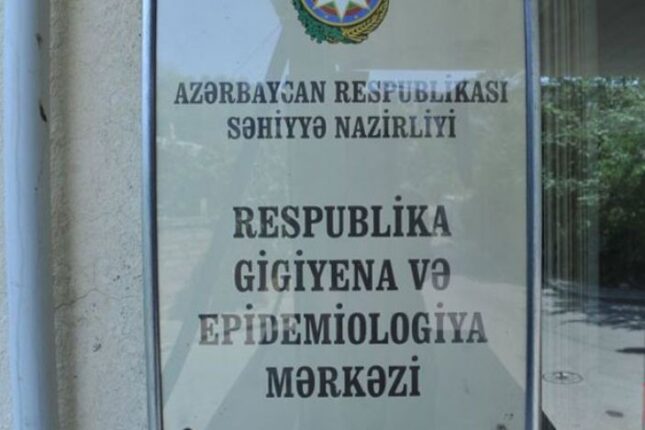 AZƏRBAYCAN RESPUBLİKASI
SƏHİYYƏ NAZİRLİYİ
RESPUBLİKA
GİGİYENA VƏ
EPİDEMİOLOGİYA
MƏRKƏZİ